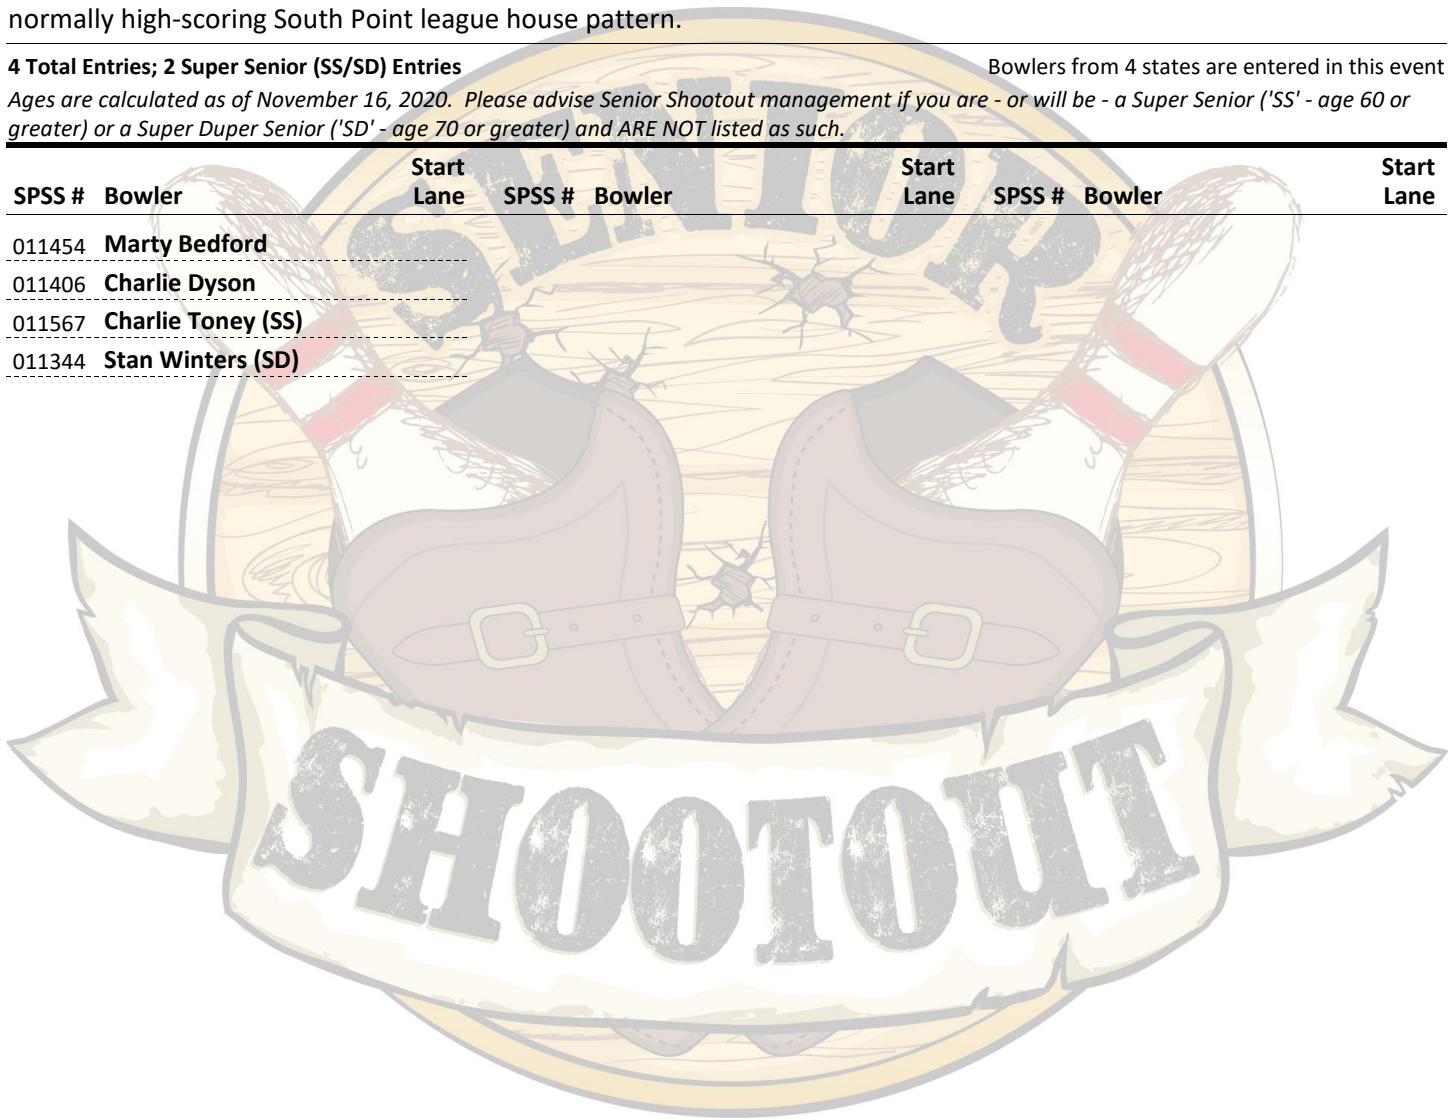 normally high-scoring South Point league house pattern.
4 Total Entries; 2 Super Senior (SS/SD) Entries
Bowlers from 4 states are entered in this event
Ages are calculated as of November 16, 2020. Please advise Senior Shootout management if you are - or will be - a Super Senior ('SS' - age 60 or
greater) or a Super Duper Senior ('SD' - age 70 or greater) and ARE NOT listed as such.
Start Start Start
SPSS # Bowler Lane SPSS # Bowler Lane SPSS # Bowler Lane
011454 Marty Bedford
011406 Charlie Dyson
011567 Charlie Toney (SS)
011344 Stan Winters (SD)
SENIOR
SHOOTOUT